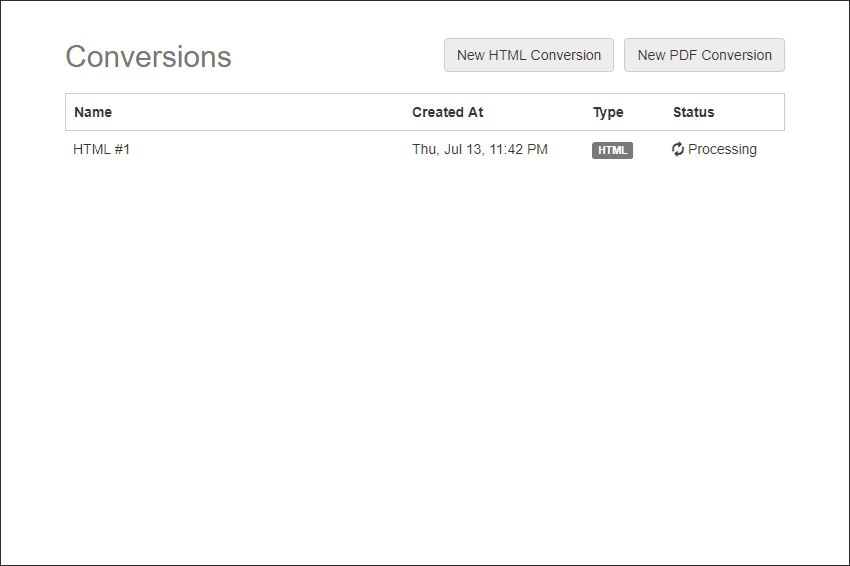 Conversions
New HTML Conversion
New PDF Conversion
Name Created At Type Status
HTML #1 Thu, Jul 13, 11:42 PM HTML Processing